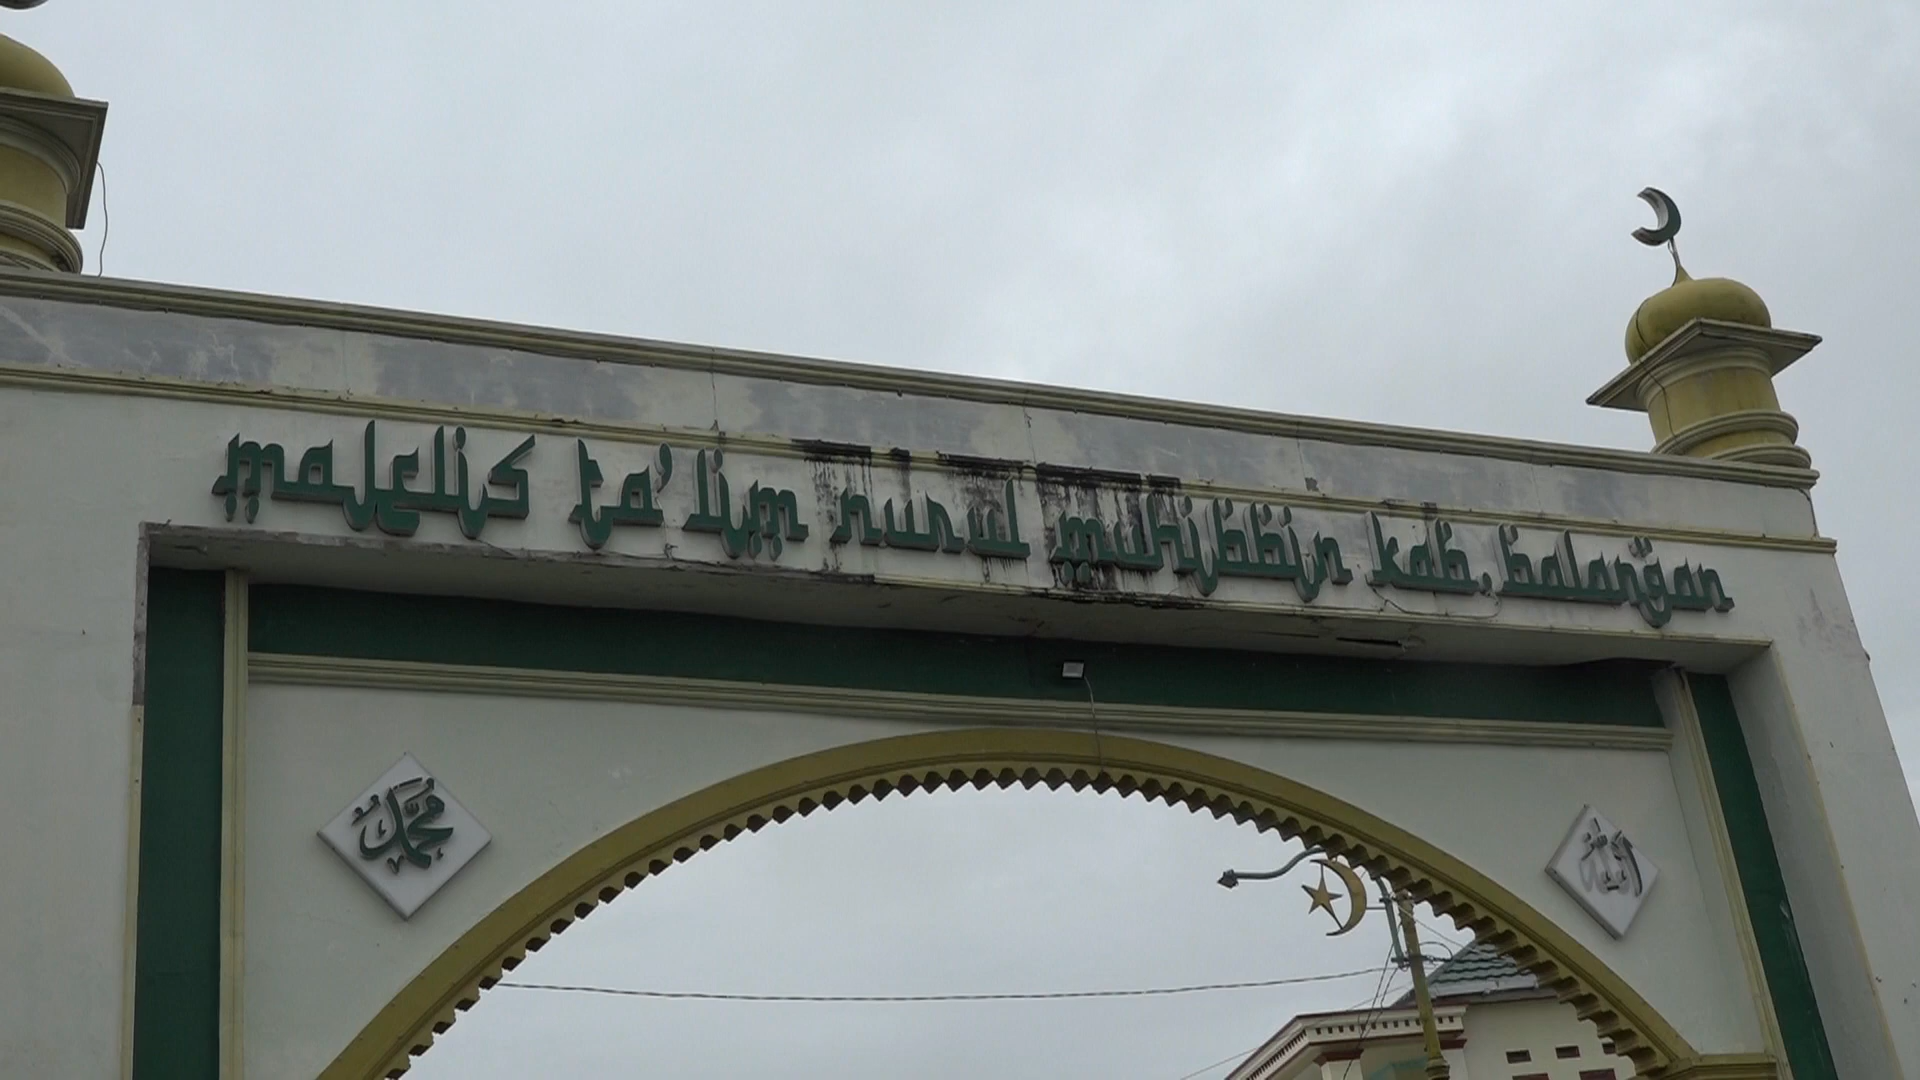 majelis ta'lim nurul muhibbin kab. balangan
محمد
الله